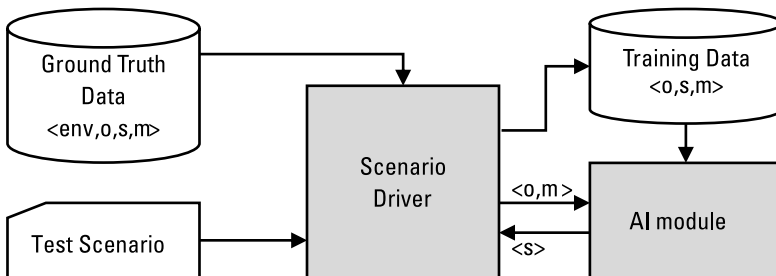 Ground Truth
Data
<env,o,s,m>
Training Data
<o,s,m>
Scenario
Driver
<o,m>
AI module
<s>
Test Scenario